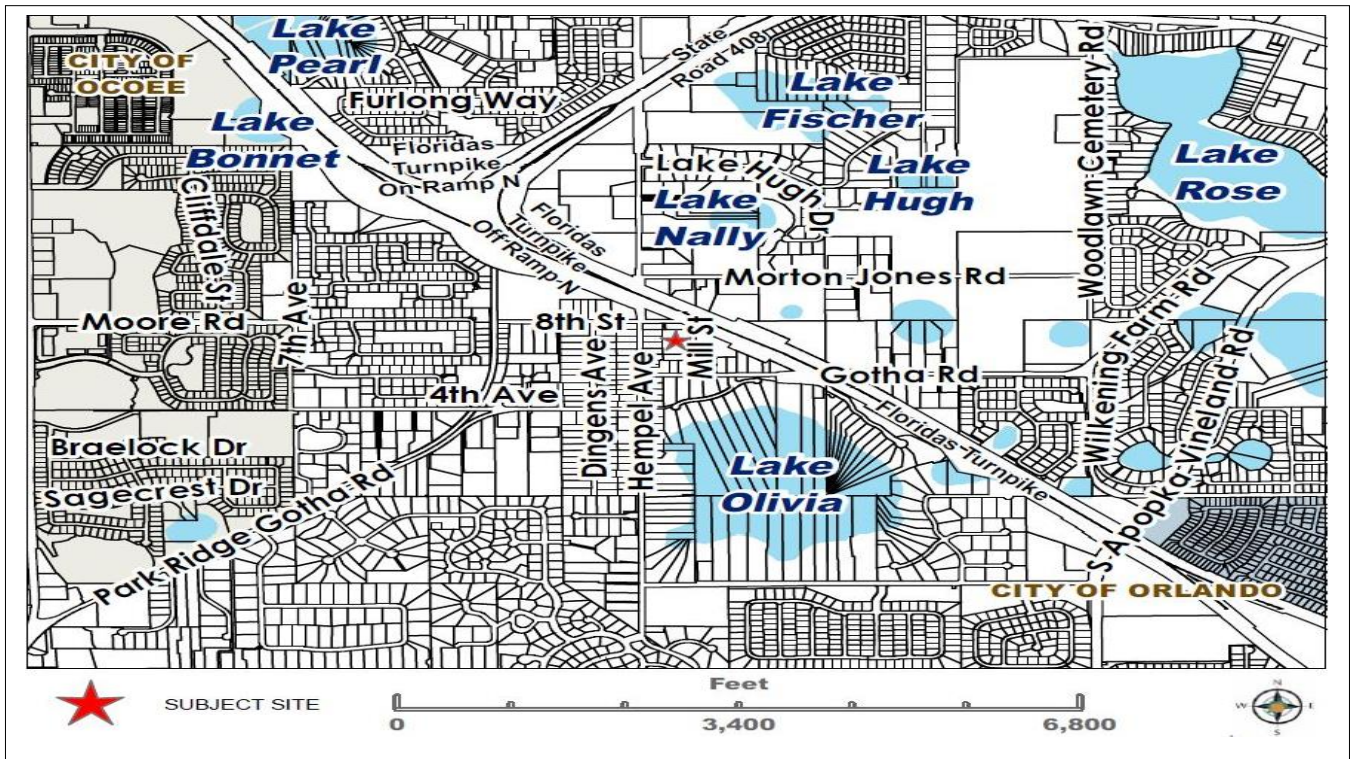 Lake
Pearl
CITY OF
OCOEE
State
Road 408
Furlong Way
Lake
Bonnet
Floridas
Turnpike
On Ramp N
Lake
Fischer
Woodlawn Cemetery Rd
Lake
Rose
Lake Hugh Dr
Lake
Hugh
Lake
Nally
Cliffdale St
Floridas
Turnpike
Off Ramp N
Morton Jones Rd
7th Ave
Moore Rd
8th St
Mill St
Wilkening Farm Rd
Gotha Rd
4th Ave
Dingens Ave
Hempel Ave
Floridas Turnpike
S Apopka Vineland Rd
Braelock Dr
Sagecrest Dr
Park Ridge Gotha Rd
Lake
Olivia
CITY OF ORLANDO
SUBJECT SITE
Feet
0 3,400 6,800
N
W E
S